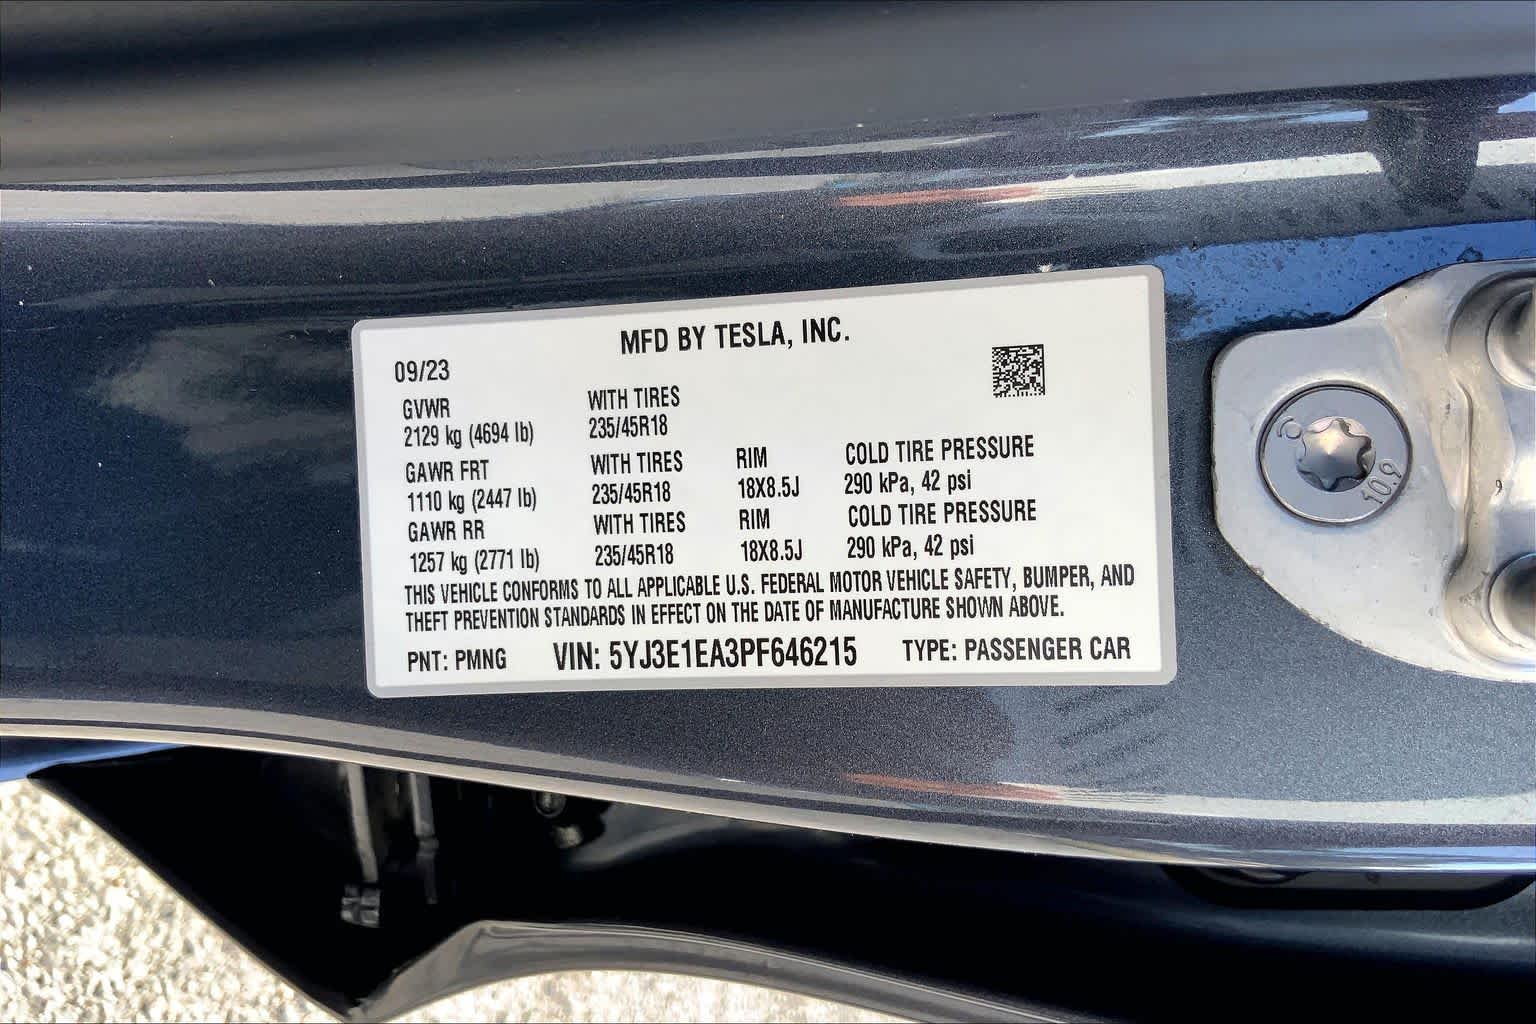 MFD BY TESLA, INC.
09/23
GVWR WITH TIRES
2129 kg (4694 lb) 235/45R18
GAWR FRT WITH TIRES RIM COLD TIRE PRESSURE
1110 kg (2447 lb) 235/45R18 18X8.5J 290 kPa, 42 psi
GAWR RR WITH TIRES RIM COLD TIRE PRESSURE
1257 kg (2771 lb) 235/45R18 18X8.5J 290 kPa, 42 psi
THIS VEHICLE CONFORMS TO ALL APPLICABLE U.S. FEDERAL MOTOR VEHICLE SAFETY, BUMPER, AND
THEFT PREVENTION STANDARDS IN EFFECT ON THE DATE OF MANUFACTURE SHOWN ABOVE.
PNT: PMNG VIN: 5YJ3E1EA3PF646215 TYPE: PASSENGER CAR
10.9